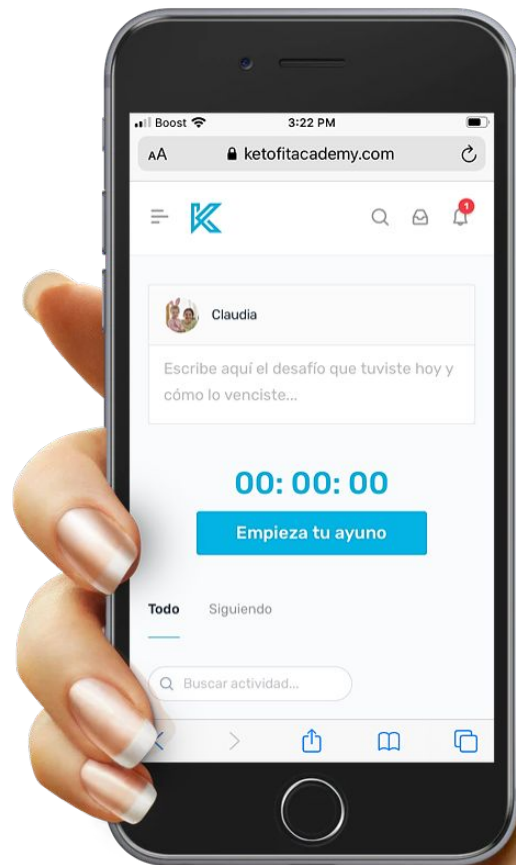 Boost
3:22 PM
AA
ketofitacademy.com
1
Claudia
Escribe aquí el desafío que tuviste hoy y
cómo lo venciste...
00: 00: 00
Empieza tu ayuno
Todo
Siguiendo
Buscar actividad...